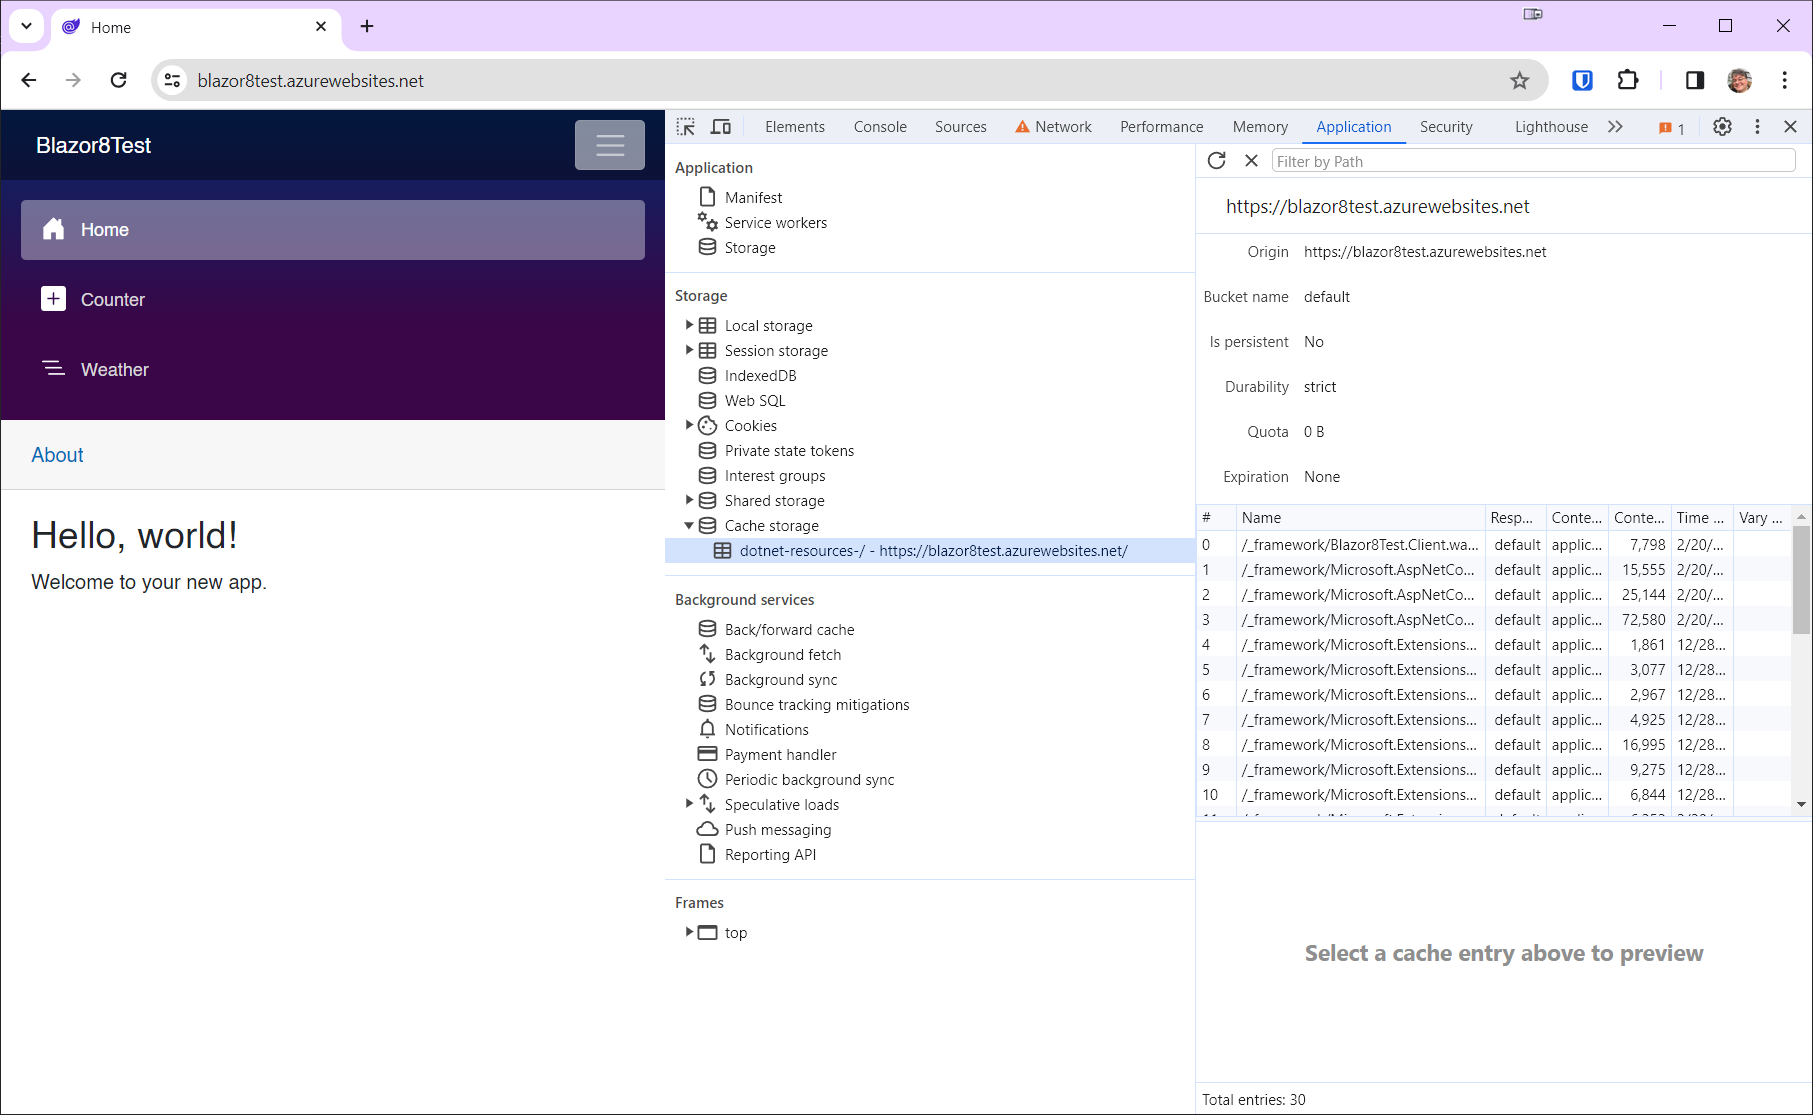 Home
blazor8test.azurewebsites.net
Blazor8Test
Home
Counter
Weather
About
Hello, world!
Welcome to your new app.
Elements Console Sources Network Performance Memory Application Security Lighthouse 1
Application
Manifest
Service workers
Storage
Storage
Local storage
Session storage
IndexedDB
Web SQL
Cookies
Private state tokens
Interest groups
Shared storage
Cache storage
dotnet-resources-/ - https://blazor8test.azurewebsites.net/
Background services
Back/forward cache
Background fetch
Background sync
Bounce tracking mitigations
Notifications
Payment handler
Periodic background sync
Speculative loads
Push messaging
Reporting API
Frames
top
Filter by Path
https://blazor8test.azurewebsites.net
Origin https://blazor8test.azurewebsites.net
Bucket name default
Is persistent No
Durability strict
Quota 0 B
Expiration None
# Name Resp... Conte... Conte... Time ... Vary ...
0 /_framework/Blazor8Test.Client.wa... default applic... 7,798 2/20/...
1 /_framework/Microsoft.AspNetCo... default applic... 15,555 2/20/...
2 /_framework/Microsoft.AspNetCo... default applic... 25,144 2/20/...
3 /_framework/Microsoft.AspNetCo... default applic... 72,580 2/20/...
4 /_framework/Microsoft.Extensions... default applic... 1,861 12/28...
5 /_framework/Microsoft.Extensions... default applic... 3,077 12/28...
6 /_framework/Microsoft.Extensions... default applic... 2,967 12/28...
7 /_framework/Microsoft.Extensions... default applic... 4,925 12/28...
8 /_framework/Microsoft.Extensions... default applic... 16,995 12/28...
9 /_framework/Microsoft.Extensions... default applic... 9,275 12/28...
10 /_framework/Microsoft.Extensions... default applic... 6,844 12/28...
Select a cache entry above to preview
Total entries: 30